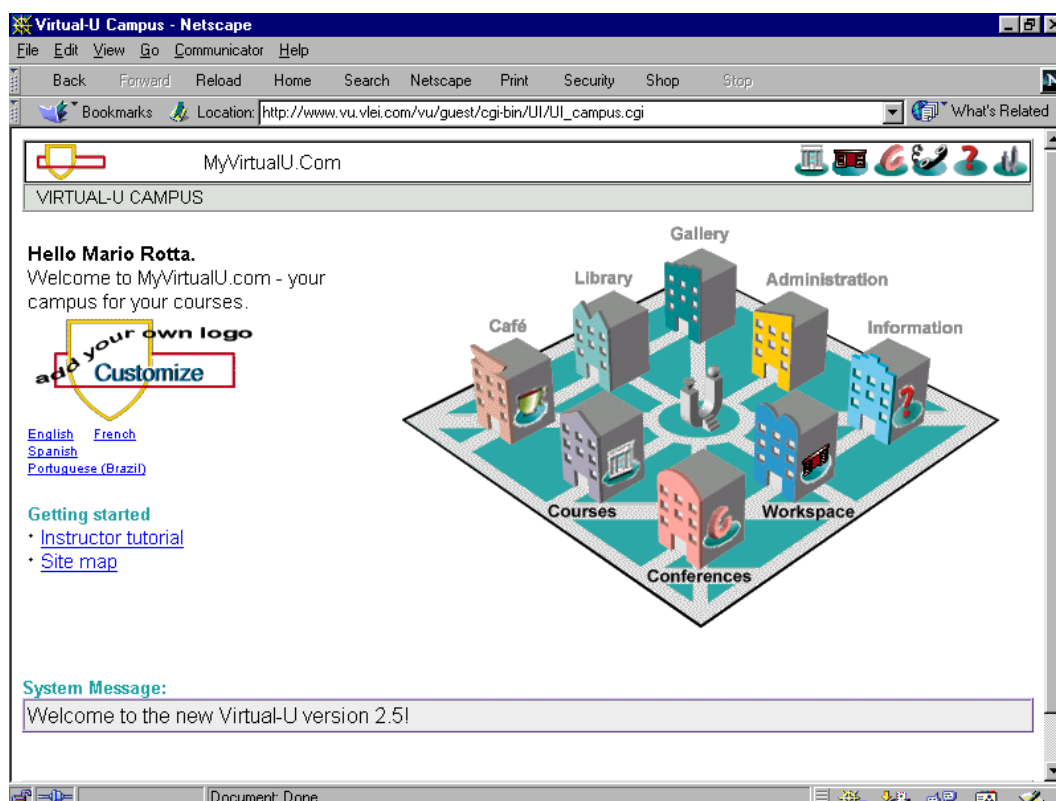 Virtual-U Campus - Netscape
File Edit View Go Communicator Help
Back Forward Reload Home Search Netscape Print Security Shop Stop
Bookmarks Location: http://www.vu.vlei.com/vu/guest/cgi-bin/UI/UI_campus.cgi What's Related
MyVirtualU.Com
VIRTUAL-U CAMPUS
Hello Mario Rotta.
Welcome to MyVirtualU.com - your
campus for your courses.
add your own logo
Customize
English French
Spanish
Portuguese (Brazil)
Getting started
· Instructor tutorial
· Site map
Gallery
Library
Administration
Café
Information
Courses
Workspace
Conferences
System Message:
Welcome to the new Virtual-U version 2.5!
Document: Done